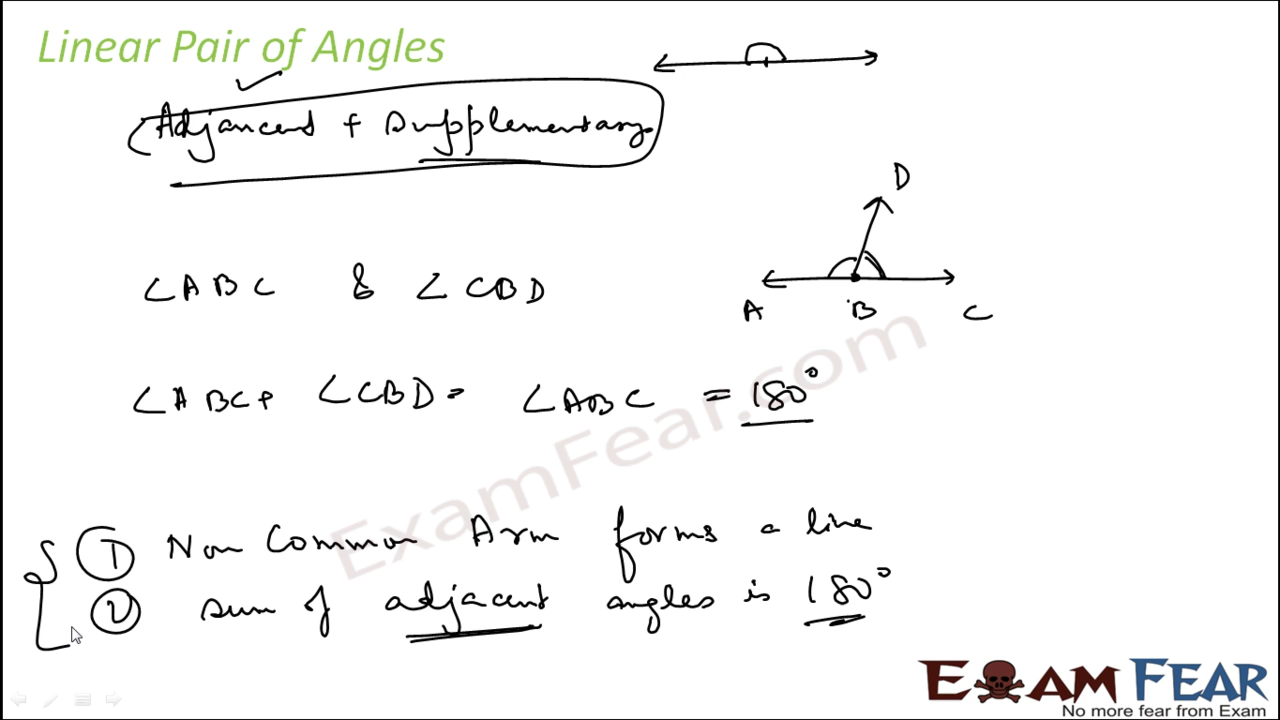 Linear Pair of Angles
Adjancent + Supplementary
D
∠ABC & ∠CBD
A B C
∠ABC+ ∠CBD = ∠ABC = 180°
ExamFear.com
① Non Common Arm forms a line
② sum of adjacent angles is 180°
EXAM FEAR
No more fear from Exam